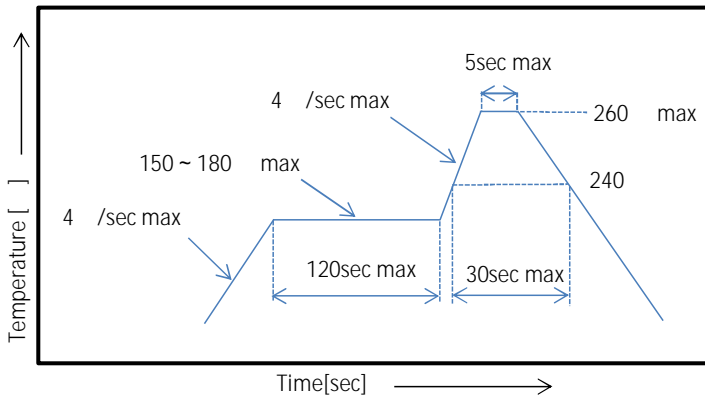 5sec max
4 /sec max
260 max
150 ~ 180 max
240
4 /sec max
120sec max
30sec max
Temperature [ ]
Time[sec]